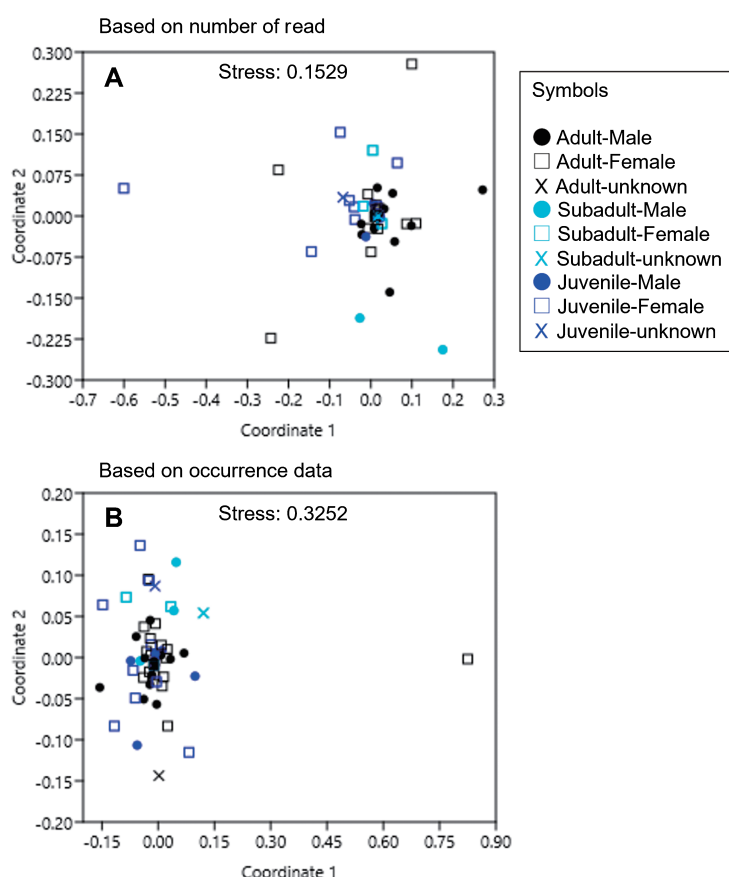 Based on number of read
A
Stress: 0.1529
Coordinate 2
0.300
0.225
0.150
0.075
0.000
-0.075
-0.150
-0.225
-0.300
-0.7 -0.6 -0.5 -0.4 -0.3 -0.2 -0.1 0.0 0.1 0.2 0.3
Coordinate 1
Symbols
Adult-Male
Adult-Female
Adult-unknown
Subadult-Male
Subadult-Female
Subadult-unknown
Juvenile-Male
Juvenile-Female
Juvenile-unknown
Based on occurrence data
B
Stress: 0.3252
Coordinate 2
0.20
0.15
0.10
0.05
0.00
-0.05
-0.10
-0.15
-0.20
-0.15 0.00 0.15 0.30 0.45 0.60 0.75 0.90
Coordinate 1